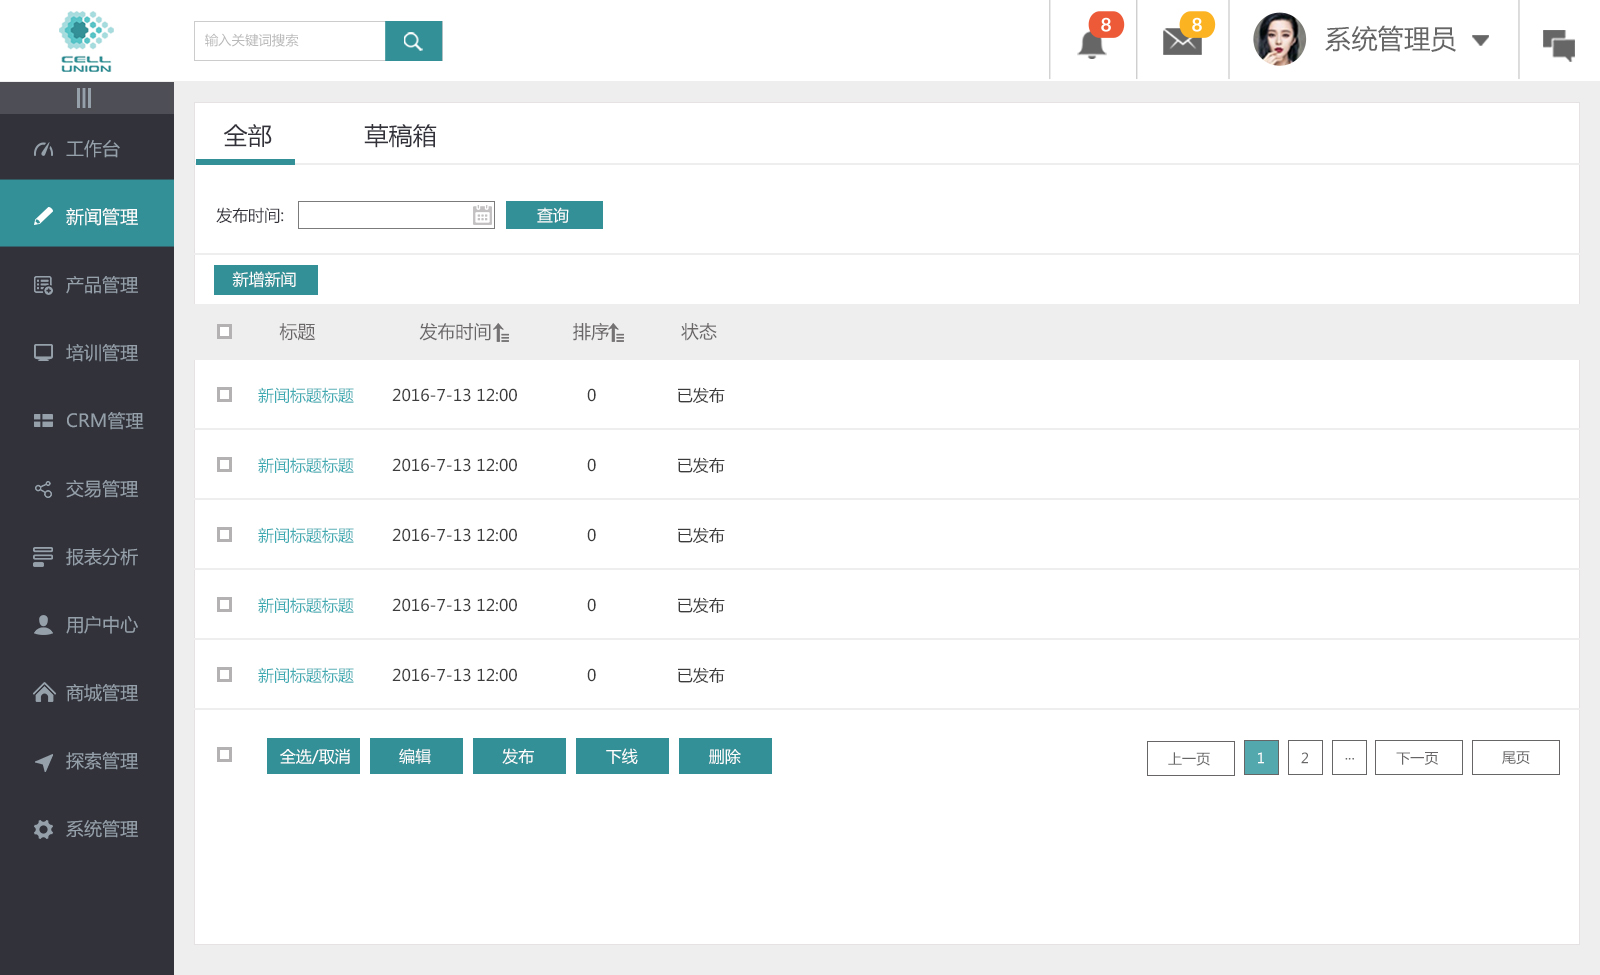 CELL
UNION
输入关键词搜索
8
8
系统管理员
工作台
新闻管理
产品管理
培训管理
CRM管理
交易管理
报表分析
用户中心
商城管理
探索管理
系统管理
全部 草稿箱
发布时间: 查询
新增新闻
标题 发布时间 排序 状态
新闻标题标题 2016-7-13 12:00 0 已发布
新闻标题标题 2016-7-13 12:00 0 已发布
新闻标题标题 2016-7-13 12:00 0 已发布
新闻标题标题 2016-7-13 12:00 0 已发布
新闻标题标题 2016-7-13 12:00 0 已发布
全选/取消 编辑 发布 下线 删除 上一页 1 2 ... 下一页 尾页